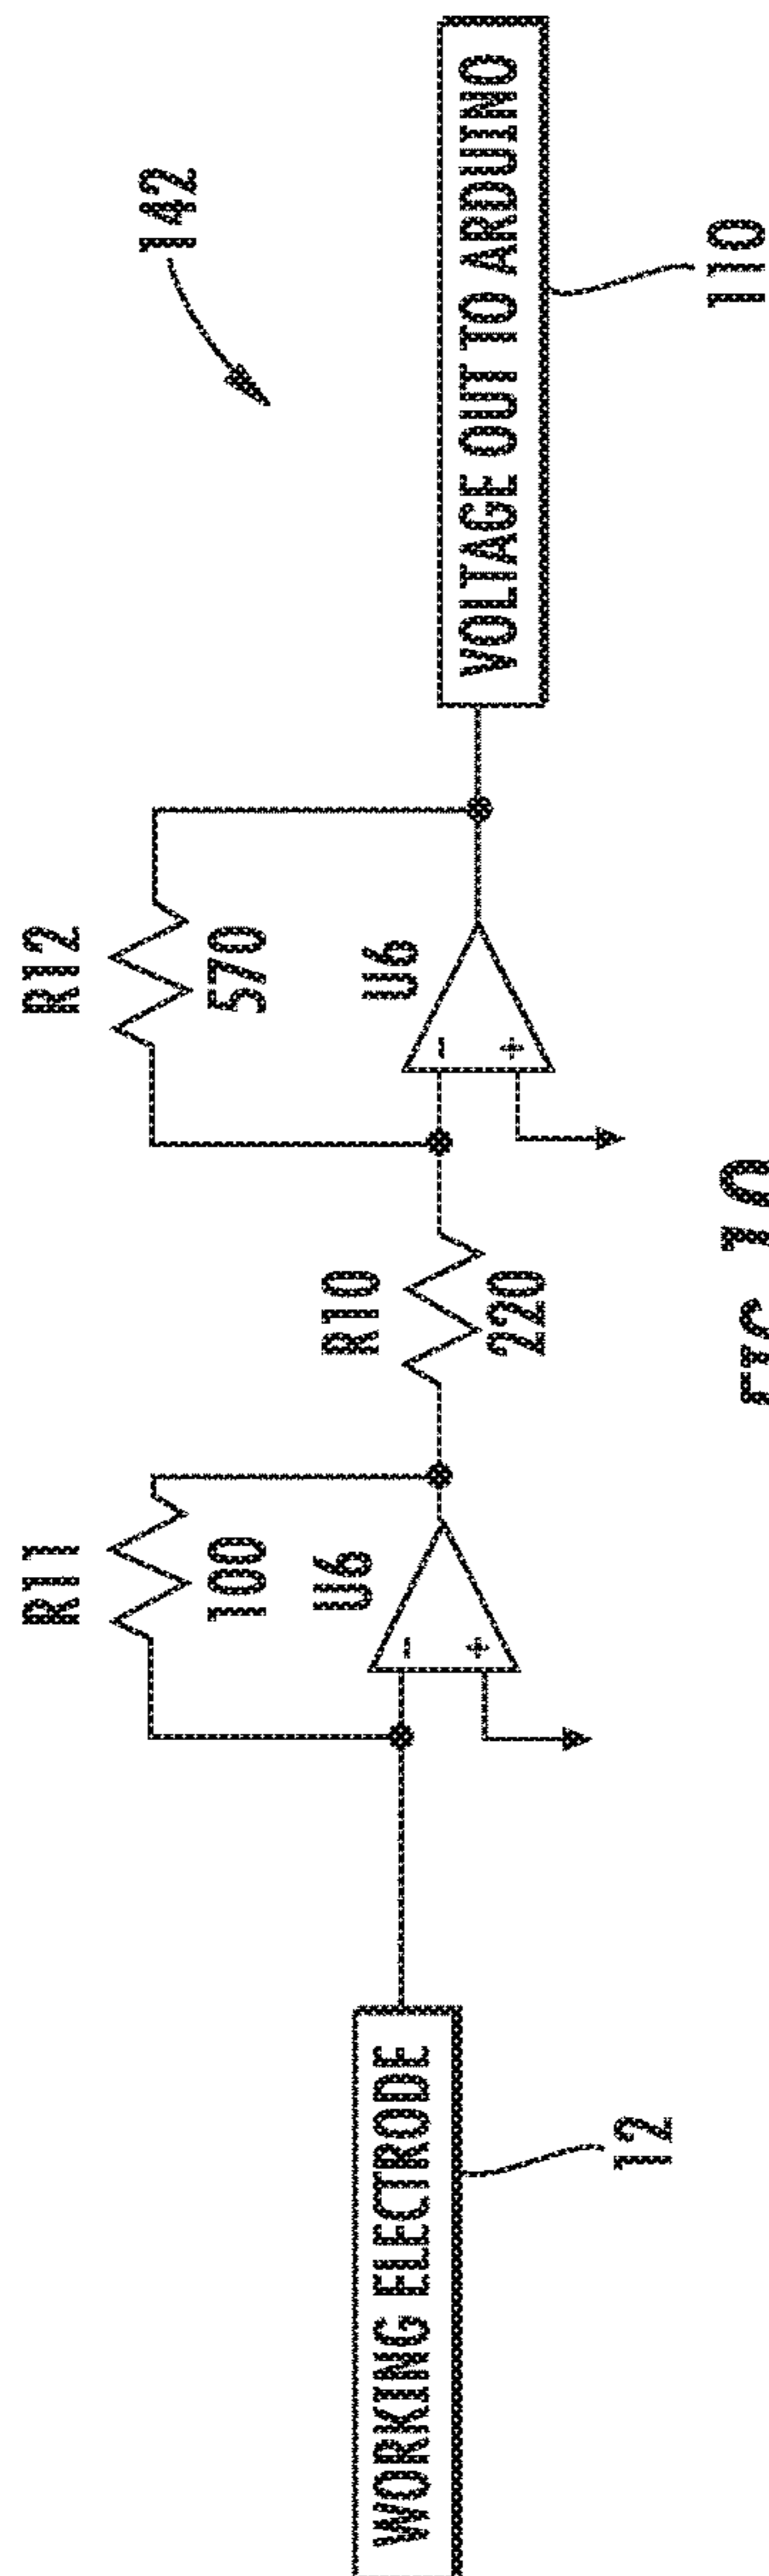 142
R11
100
U6
R12
570
U6
R10
220
WORKING ELECTRODE
12
VOLTAGE OUT TO ARDUINO
110
-
+
-
+